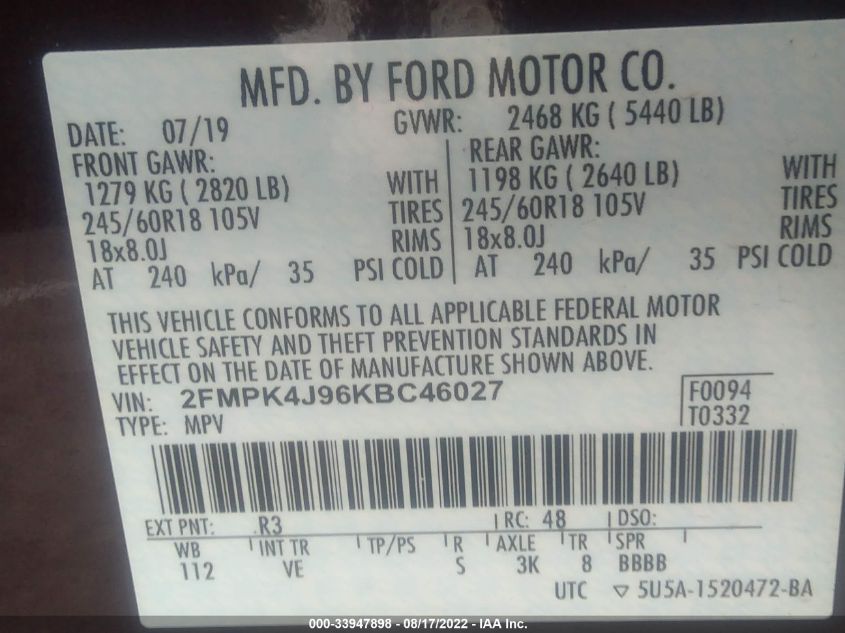 MFD. BY FORD MOTOR CO.
DATE: 07/19 GVWR: 2468 KG ( 5440 LB)
FRONT GAWR: REAR GAWR:
1279 KG ( 2820 LB) WITH 1198 KG ( 2640 LB) WITH
245/60R18 105V TIRES 245/60R18 105V TIRES
18x8.0J RIMS 18x8.0J RIMS
AT 240 kPa/ 35 PSI COLD AT 240 kPa/ 35 PSI COLD
THIS VEHICLE CONFORMS TO ALL APPLICABLE FEDERAL MOTOR
VEHICLE SAFETY AND THEFT PREVENTION STANDARDS IN
EFFECT ON THE DATE OF MANUFACTURE SHOWN ABOVE.
VIN: 2FMPK4J96KBC46027 F0094
TYPE: MPV T0332
EXT PNT: R3 RC: 48 DSO:
WB INT TR TP/PS R AXLE TR SPR
112 VE S 3K 8 BBBB
UTC ▽ 5U5A-1520472-BA
000-33947898 - 08/17/2022 - IAA Inc.